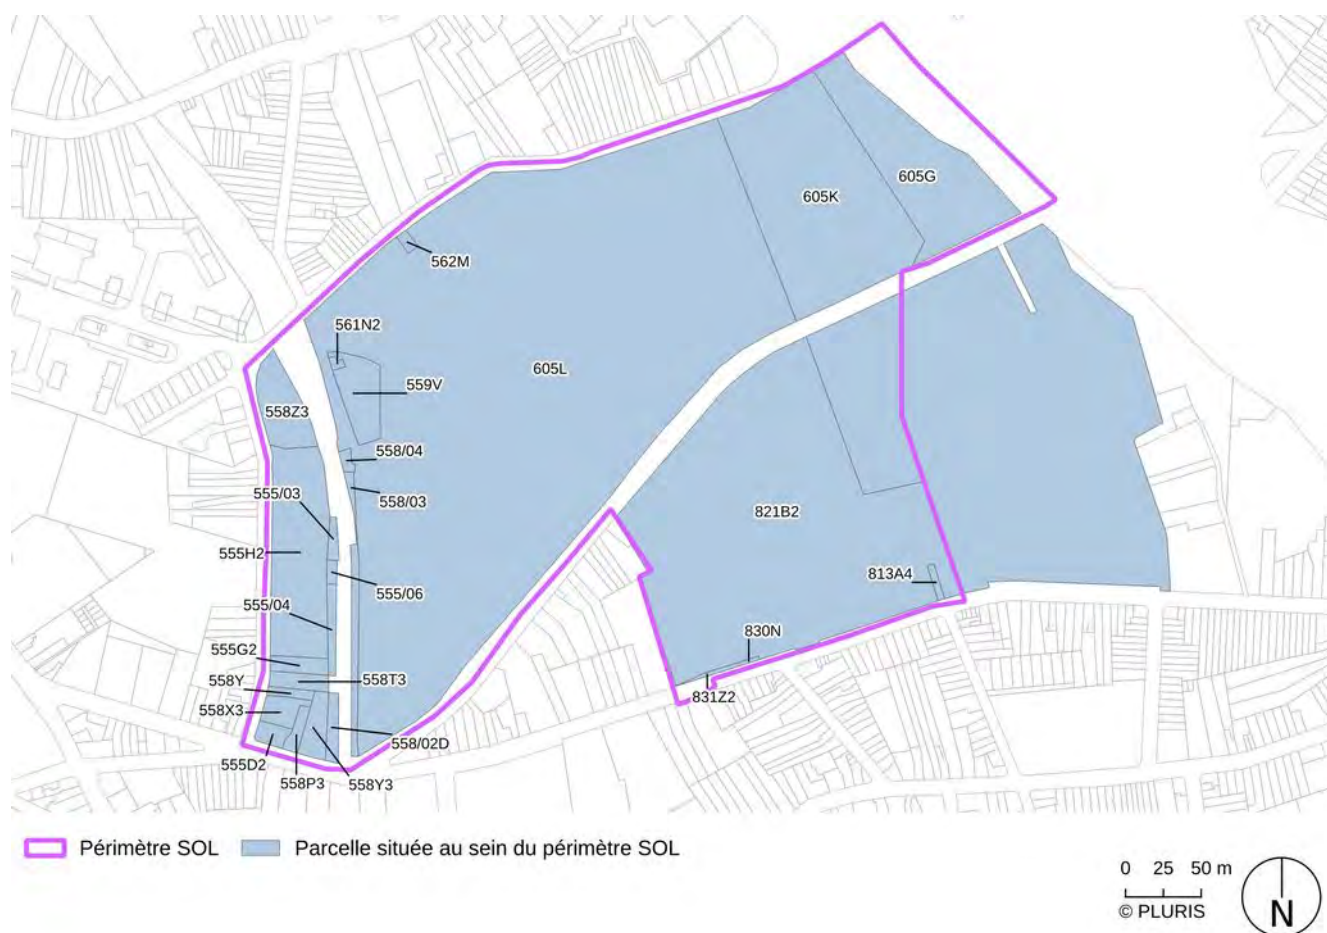 605G
605K
562M
561N2
605L
559V
558Z3
558/04
555/03
558/03
821B2
555H2
813A4
555/06
555/04
830N
555G2
558T3
558Y
831Z2
558X3
558/02D
555D2
558P3
558Y3
Périmètre SOL
Parcelle située au sein du périmètre SOL
0 25 50 m
© PLURIS
N